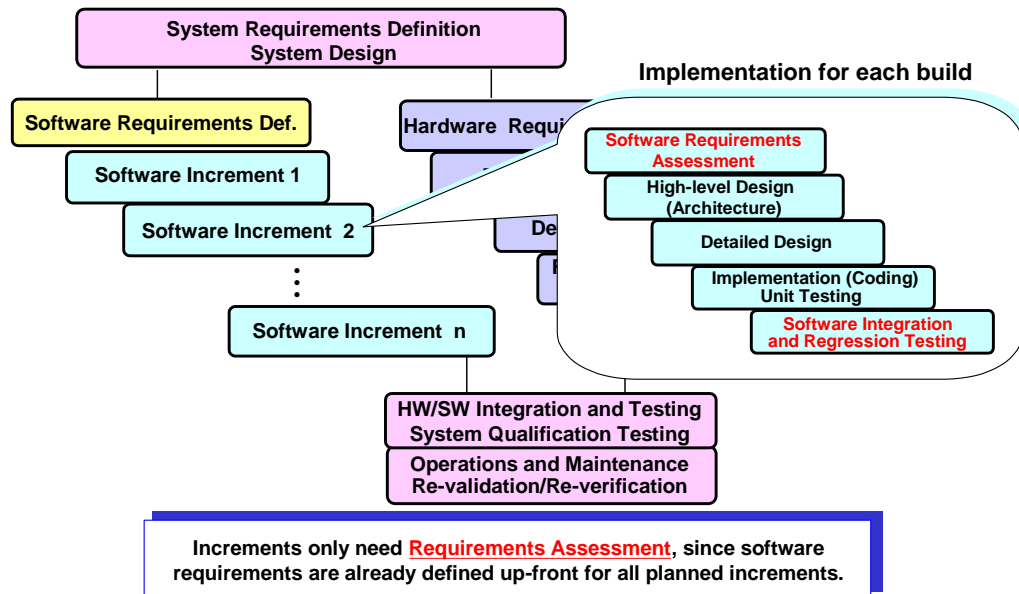 System Requirements Definition
System Design
Implementation for each build
Software Requirements Def.
Hardware Requi
Software Requirements
Assessment
Software Increment 1
High-level Design
(Architecture)
Software Increment 2
De
Detailed Design
Implementation (Coding)
Unit Testing
Software Increment n
Software Integration
and Regression Testing
HW/SW Integration and Testing
System Qualification Testing
Operations and Maintenance
Re-validation/Re-verification
Increments only need Requirements Assessment, since software
requirements are already defined up-front for all planned increments.